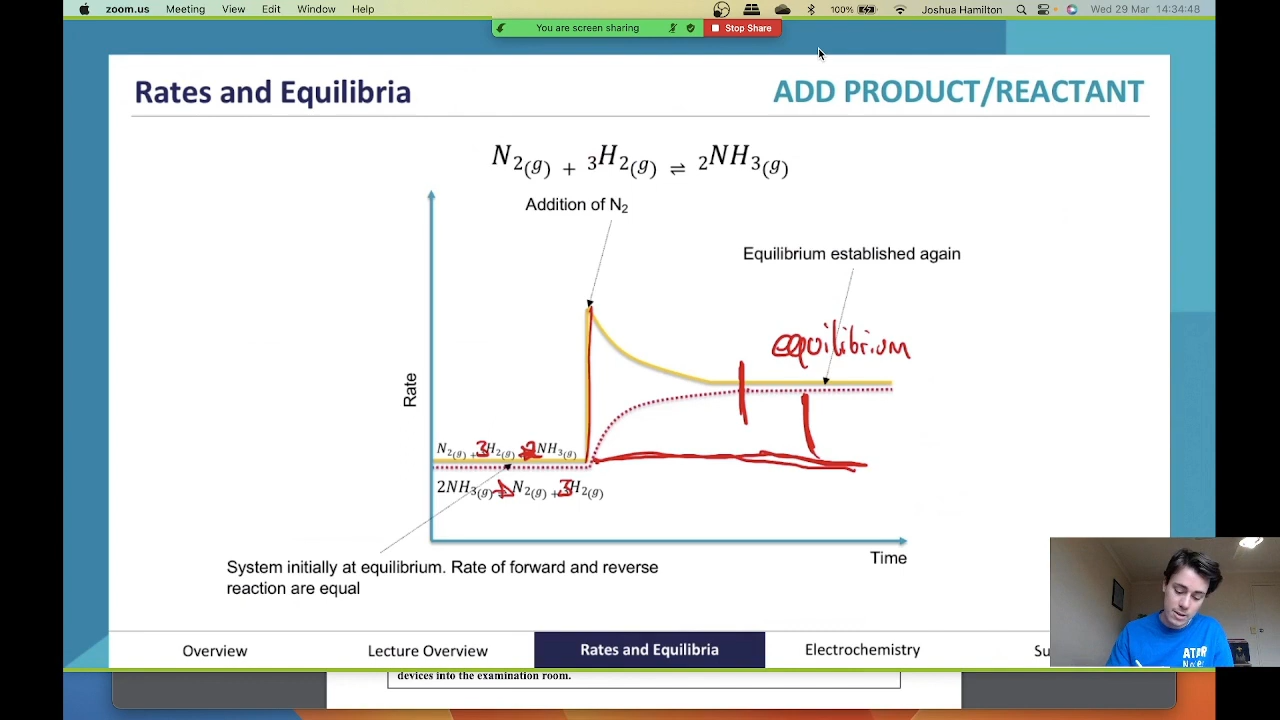 zoom.us Meeting View Edit Window Help 100% Joshua Hamilton Wed 29 Mar 14:34:48
You are screen sharing Stop Share
Rates and Equilibria
ADD PRODUCT/REACTANT
N₂₍g₎ + ₃H₂₍g₎ ⇌ ₂NH₃₍g₎
Addition of N₂
Equilibrium established again
equilibrium
Rate
N₂₍g₎ + 3H₂₍g₎ 2NH₃₍g₎
2NH₃₍g₎ N₂₍g₎ + 3H₂₍g₎
Time
System initially at equilibrium. Rate of forward and reverse
reaction are equal
ATAR
Notes
Overview Lecture Overview Rates and Equilibria Electrochemistry Su
devices into the examination room.